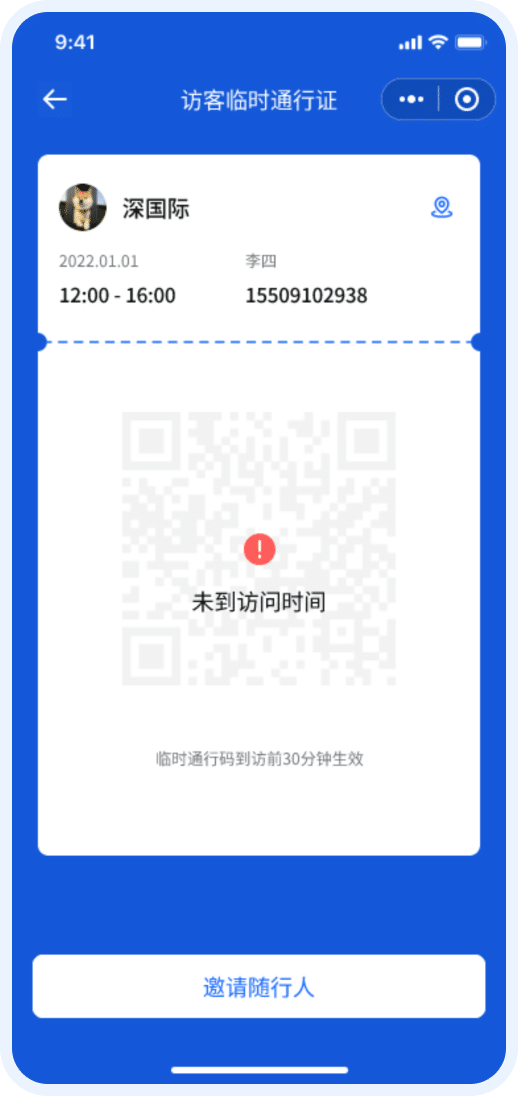 9:41
访客临时通行证
深国际
2022.01.01 李四
12:00 - 16:00 15509102938
!
未到访问时间
临时通行码到访前30分钟生效
邀请随行人